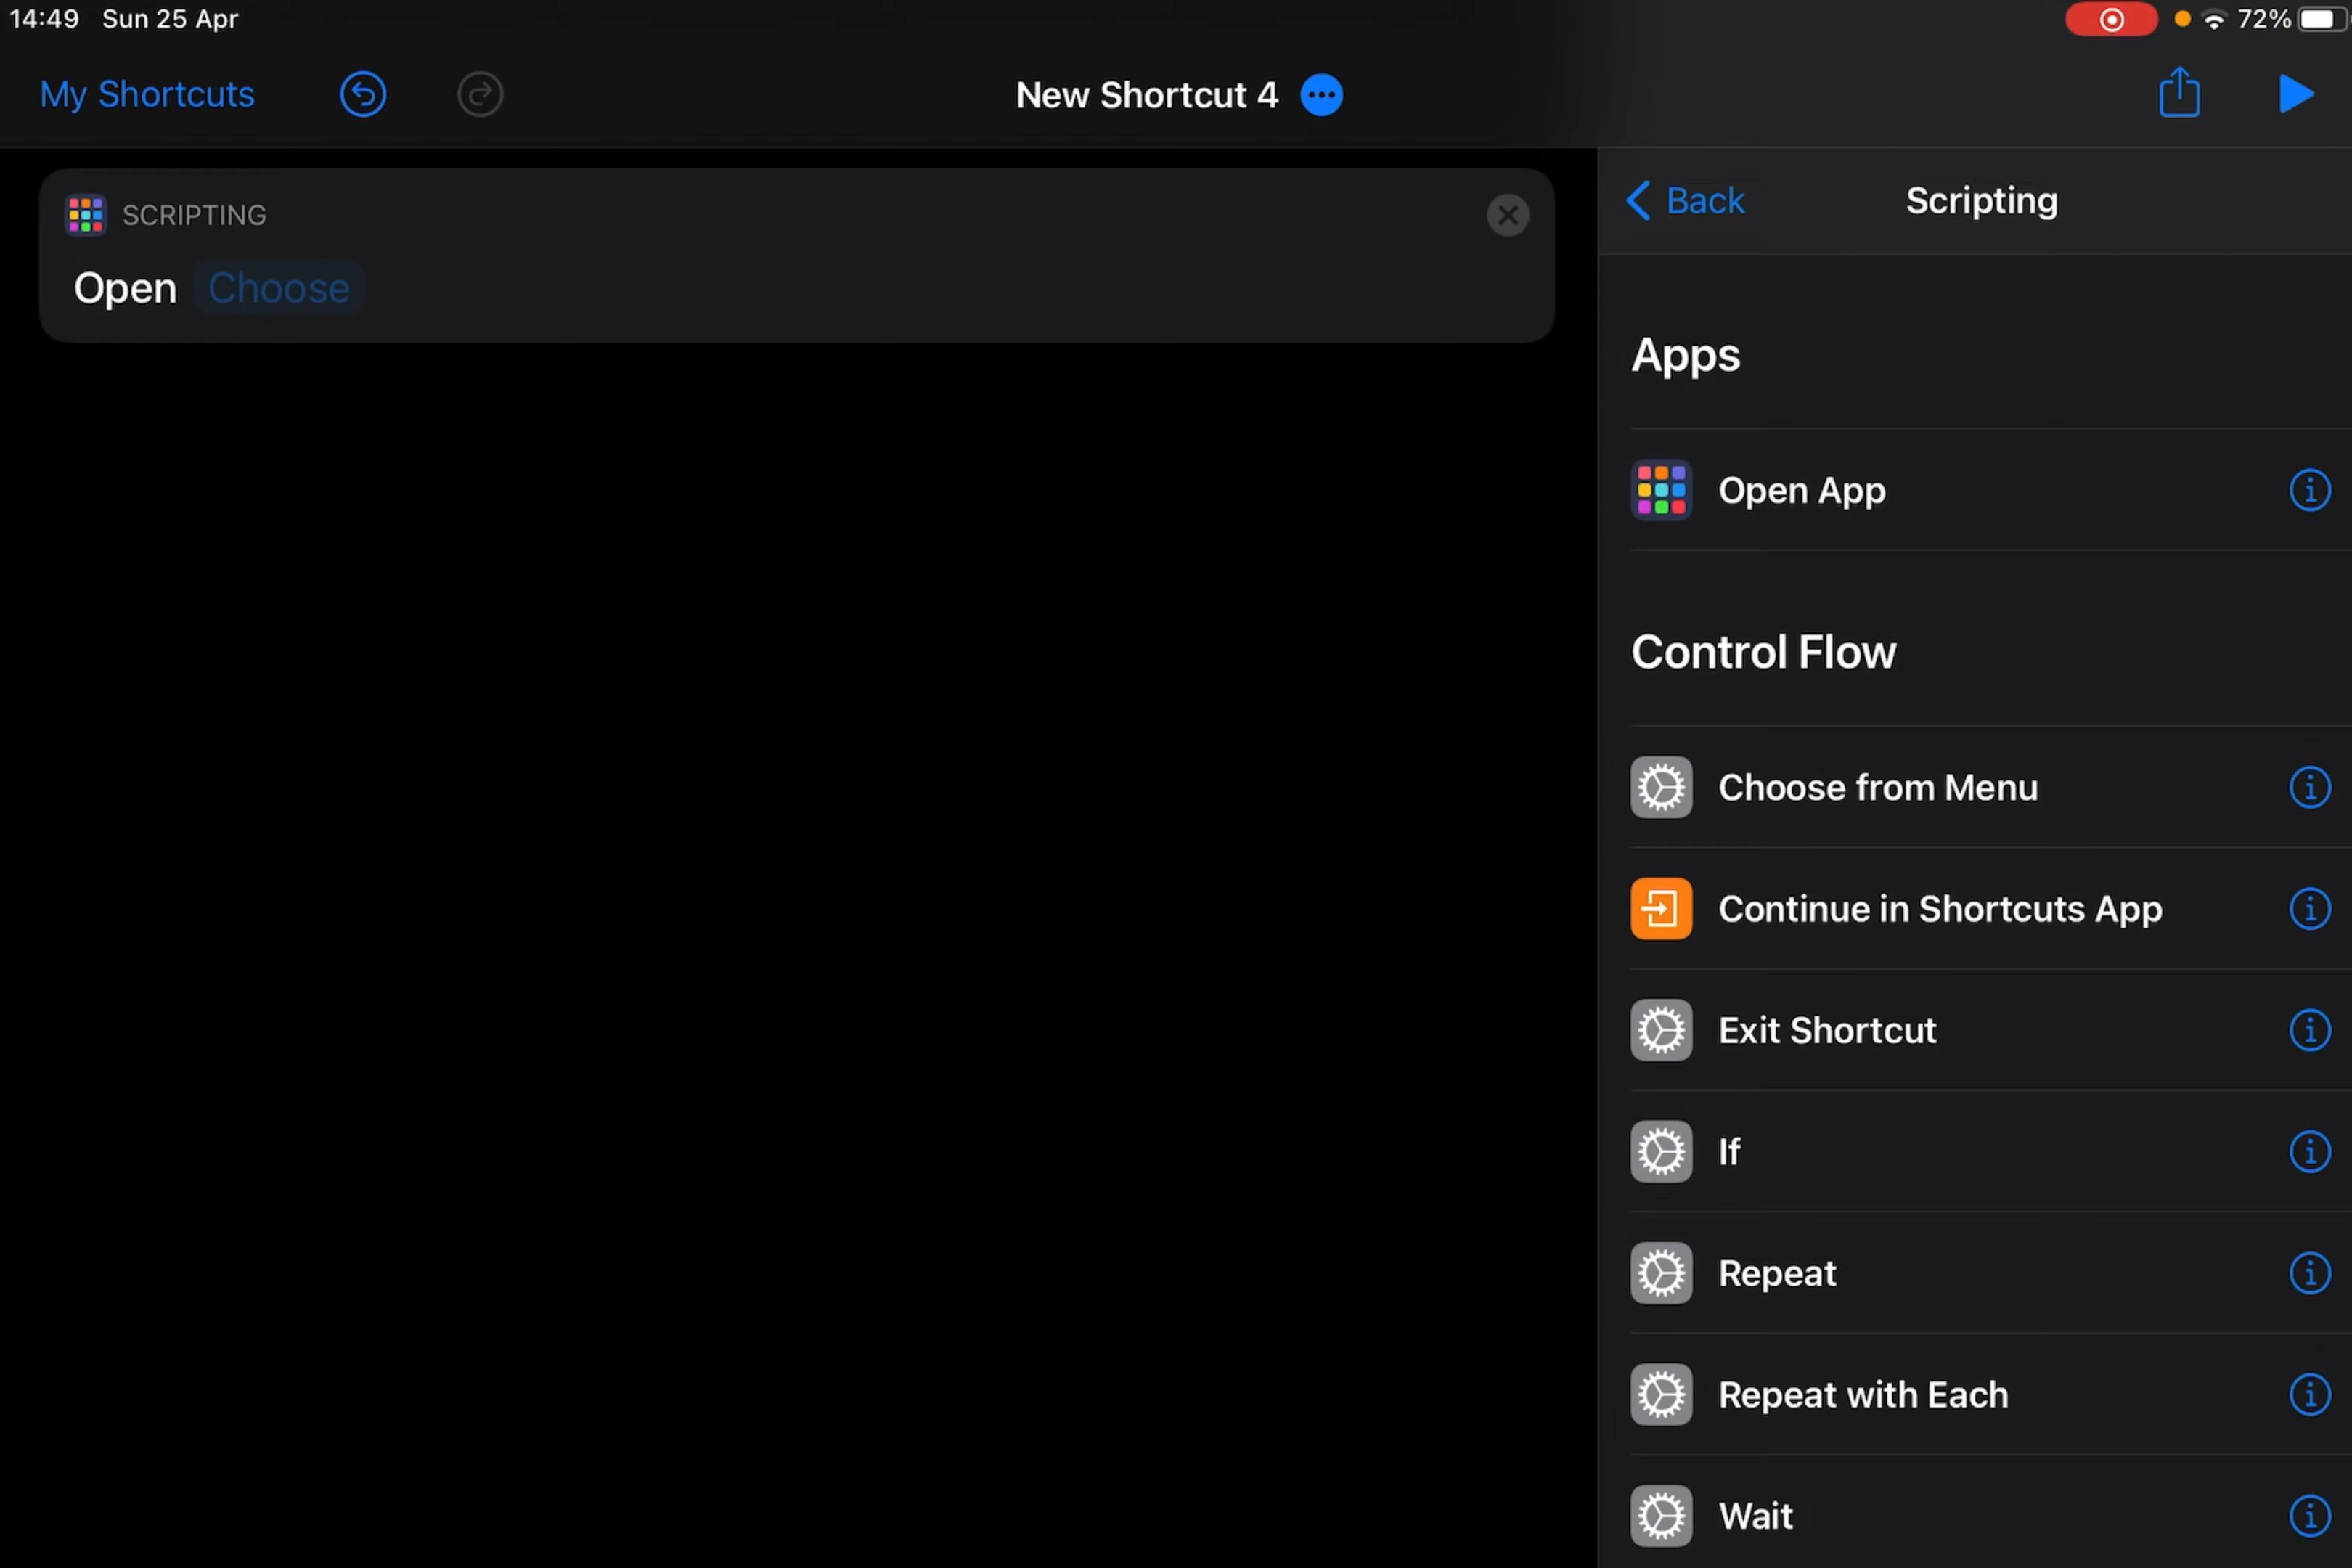 14:49 Sun 25 Apr
72%
My Shortcuts
New Shortcut 4
SCRIPTING
Open Choose
Back
Scripting
Apps
Open App
Control Flow
Choose from Menu
Continue in Shortcuts App
Exit Shortcut
If
Repeat
Repeat with Each
Wait